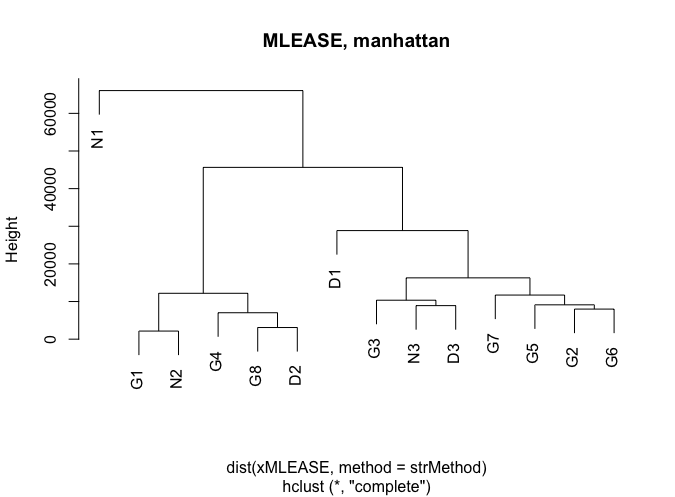 MLEASE, manhattan
Height
60000
40000
20000
0
N1
D1
G3
N3
D3
G7
G5
G2
G6
G4
G1
N2
G8
D2
dist(xMLEASE, method = strMethod)
hclust (*, "complete")